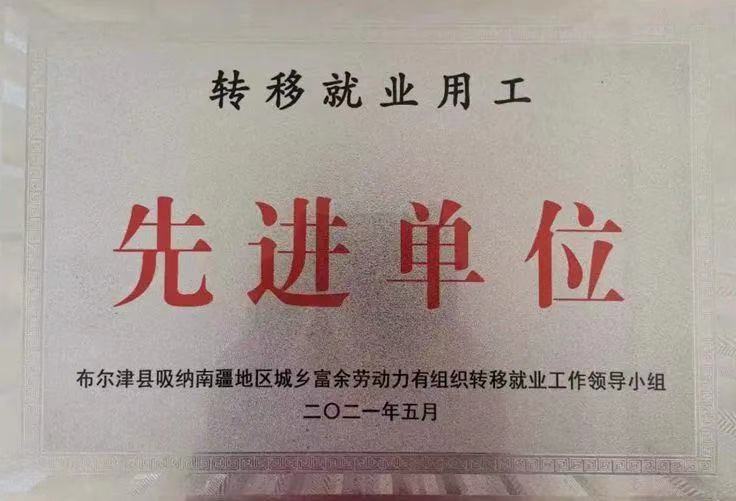 转移就业用工
先进单位
布尔津县吸纳南疆地区城乡富余劳动力有组织转移就业工作领导小组
二〇二一年五月